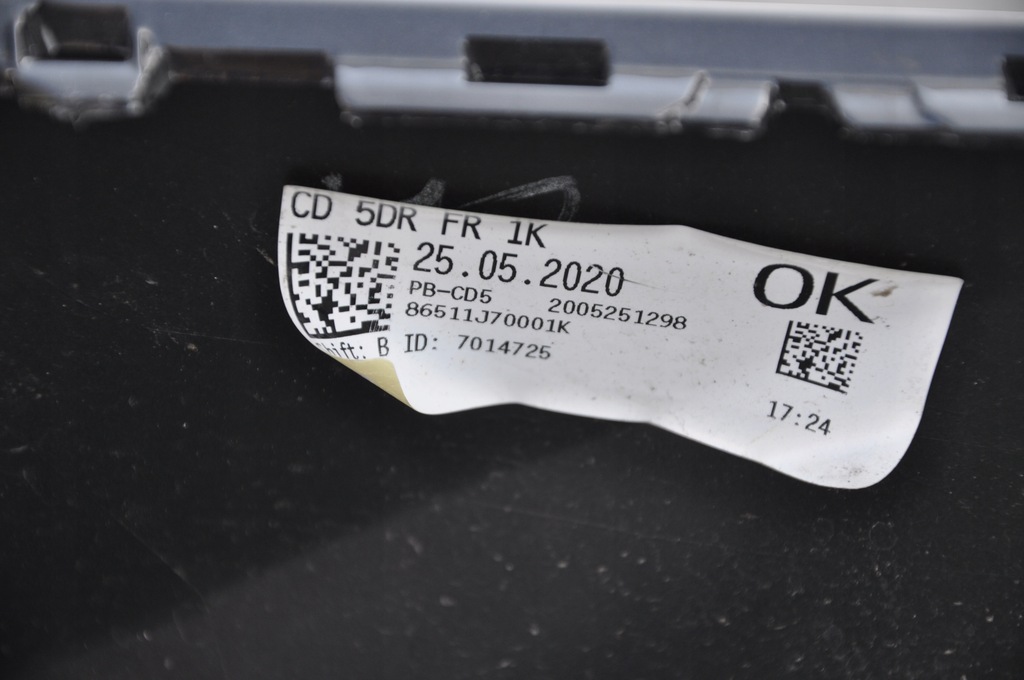 CD 5DR FR 1K
25.05.2020
PB-CD5 2005251298
86511J70001K
Shift: B ID: 7014725
OK
17:24